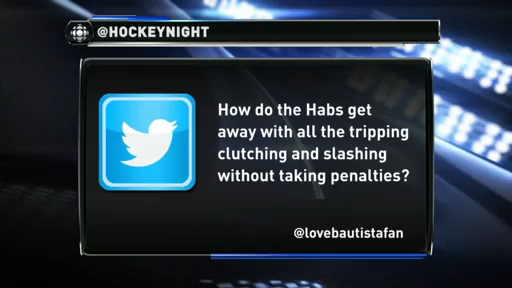 @HOCKEYNIGHT
How do the Habs get
away with all the tripping
clutching and slashing
without taking penalties?
@lovebautistafan